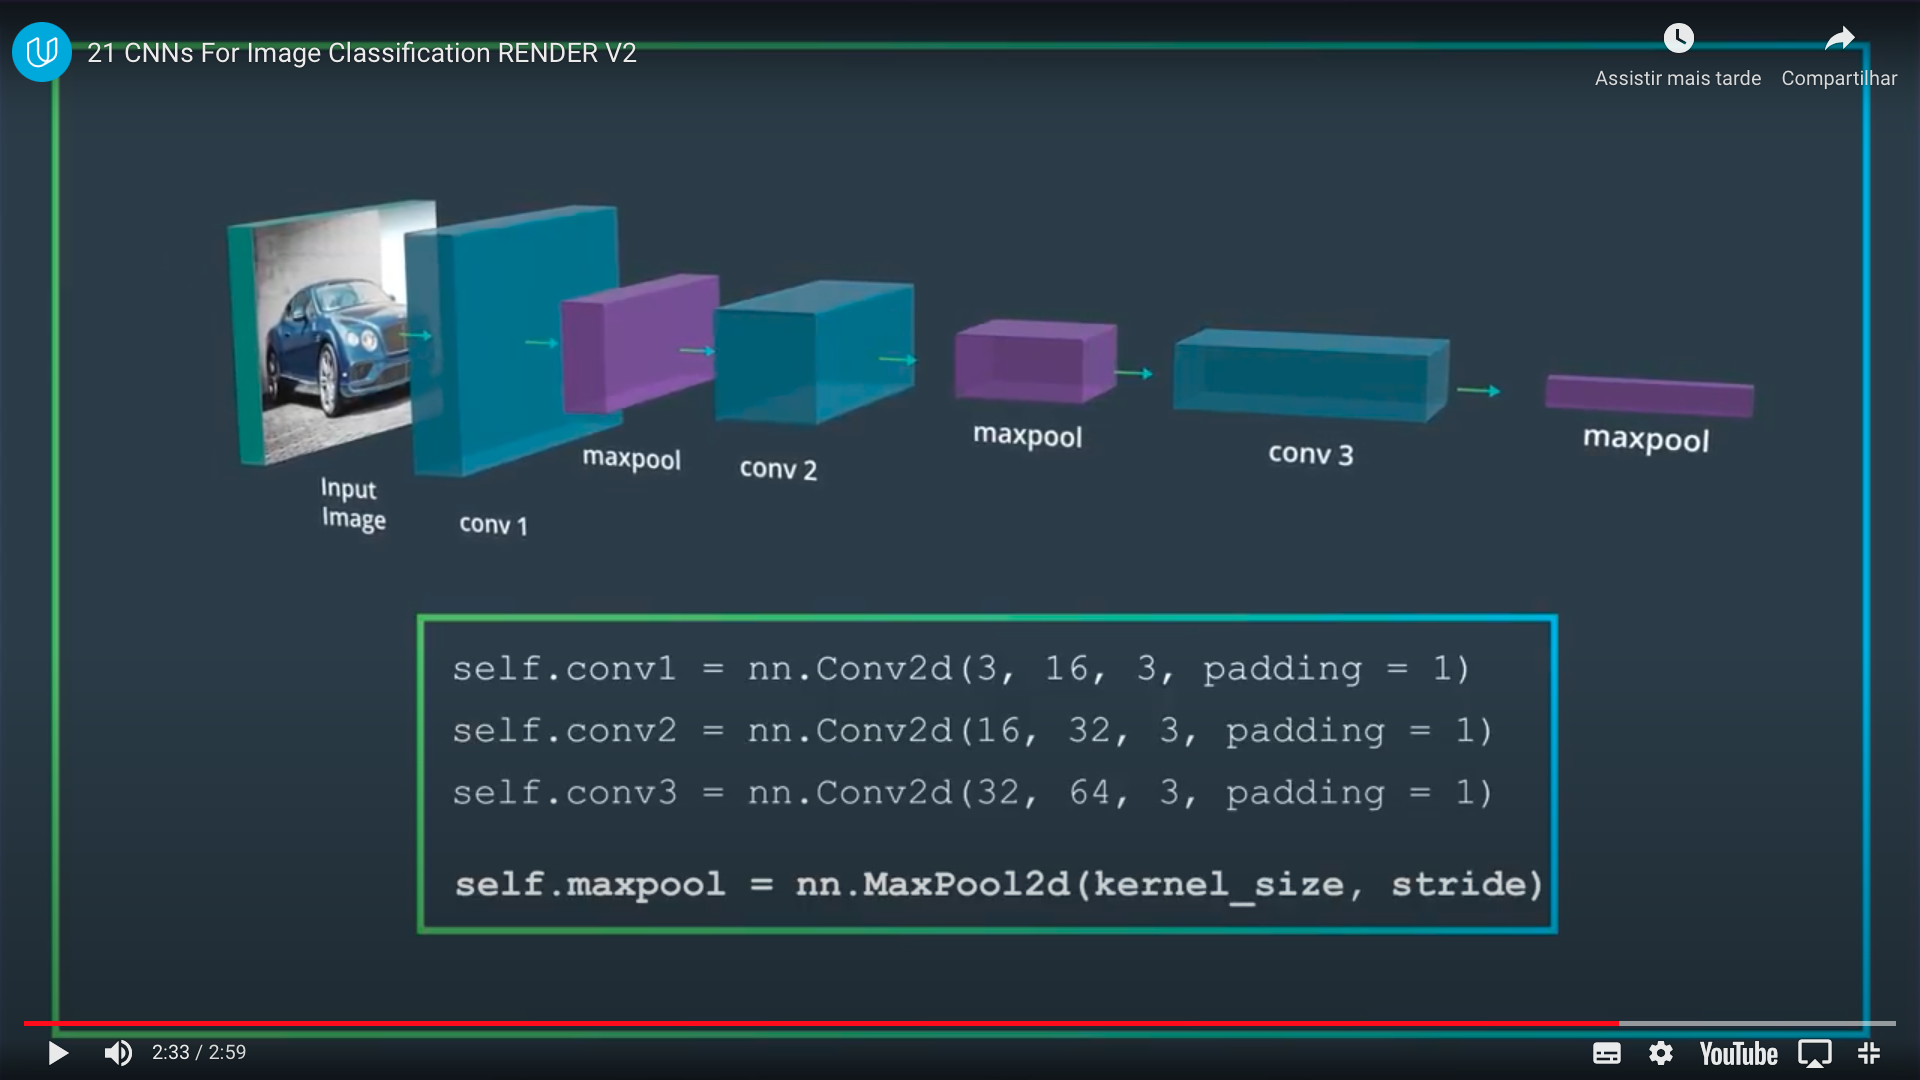 21 CNNs For Image Classification RENDER V2
Assistir mais tarde
Compartilhar
Input
Image
conv 1
maxpool
conv 2
maxpool
conv 3
maxpool
self.conv1 = nn.Conv2d(3, 16, 3, padding = 1)
self.conv2 = nn.Conv2d(16, 32, 3, padding = 1)
self.conv3 = nn.Conv2d(32, 64, 3, padding = 1)
self.maxpool = nn.MaxPool2d(kernel_size, stride)
2:33 / 2:59
YouTube